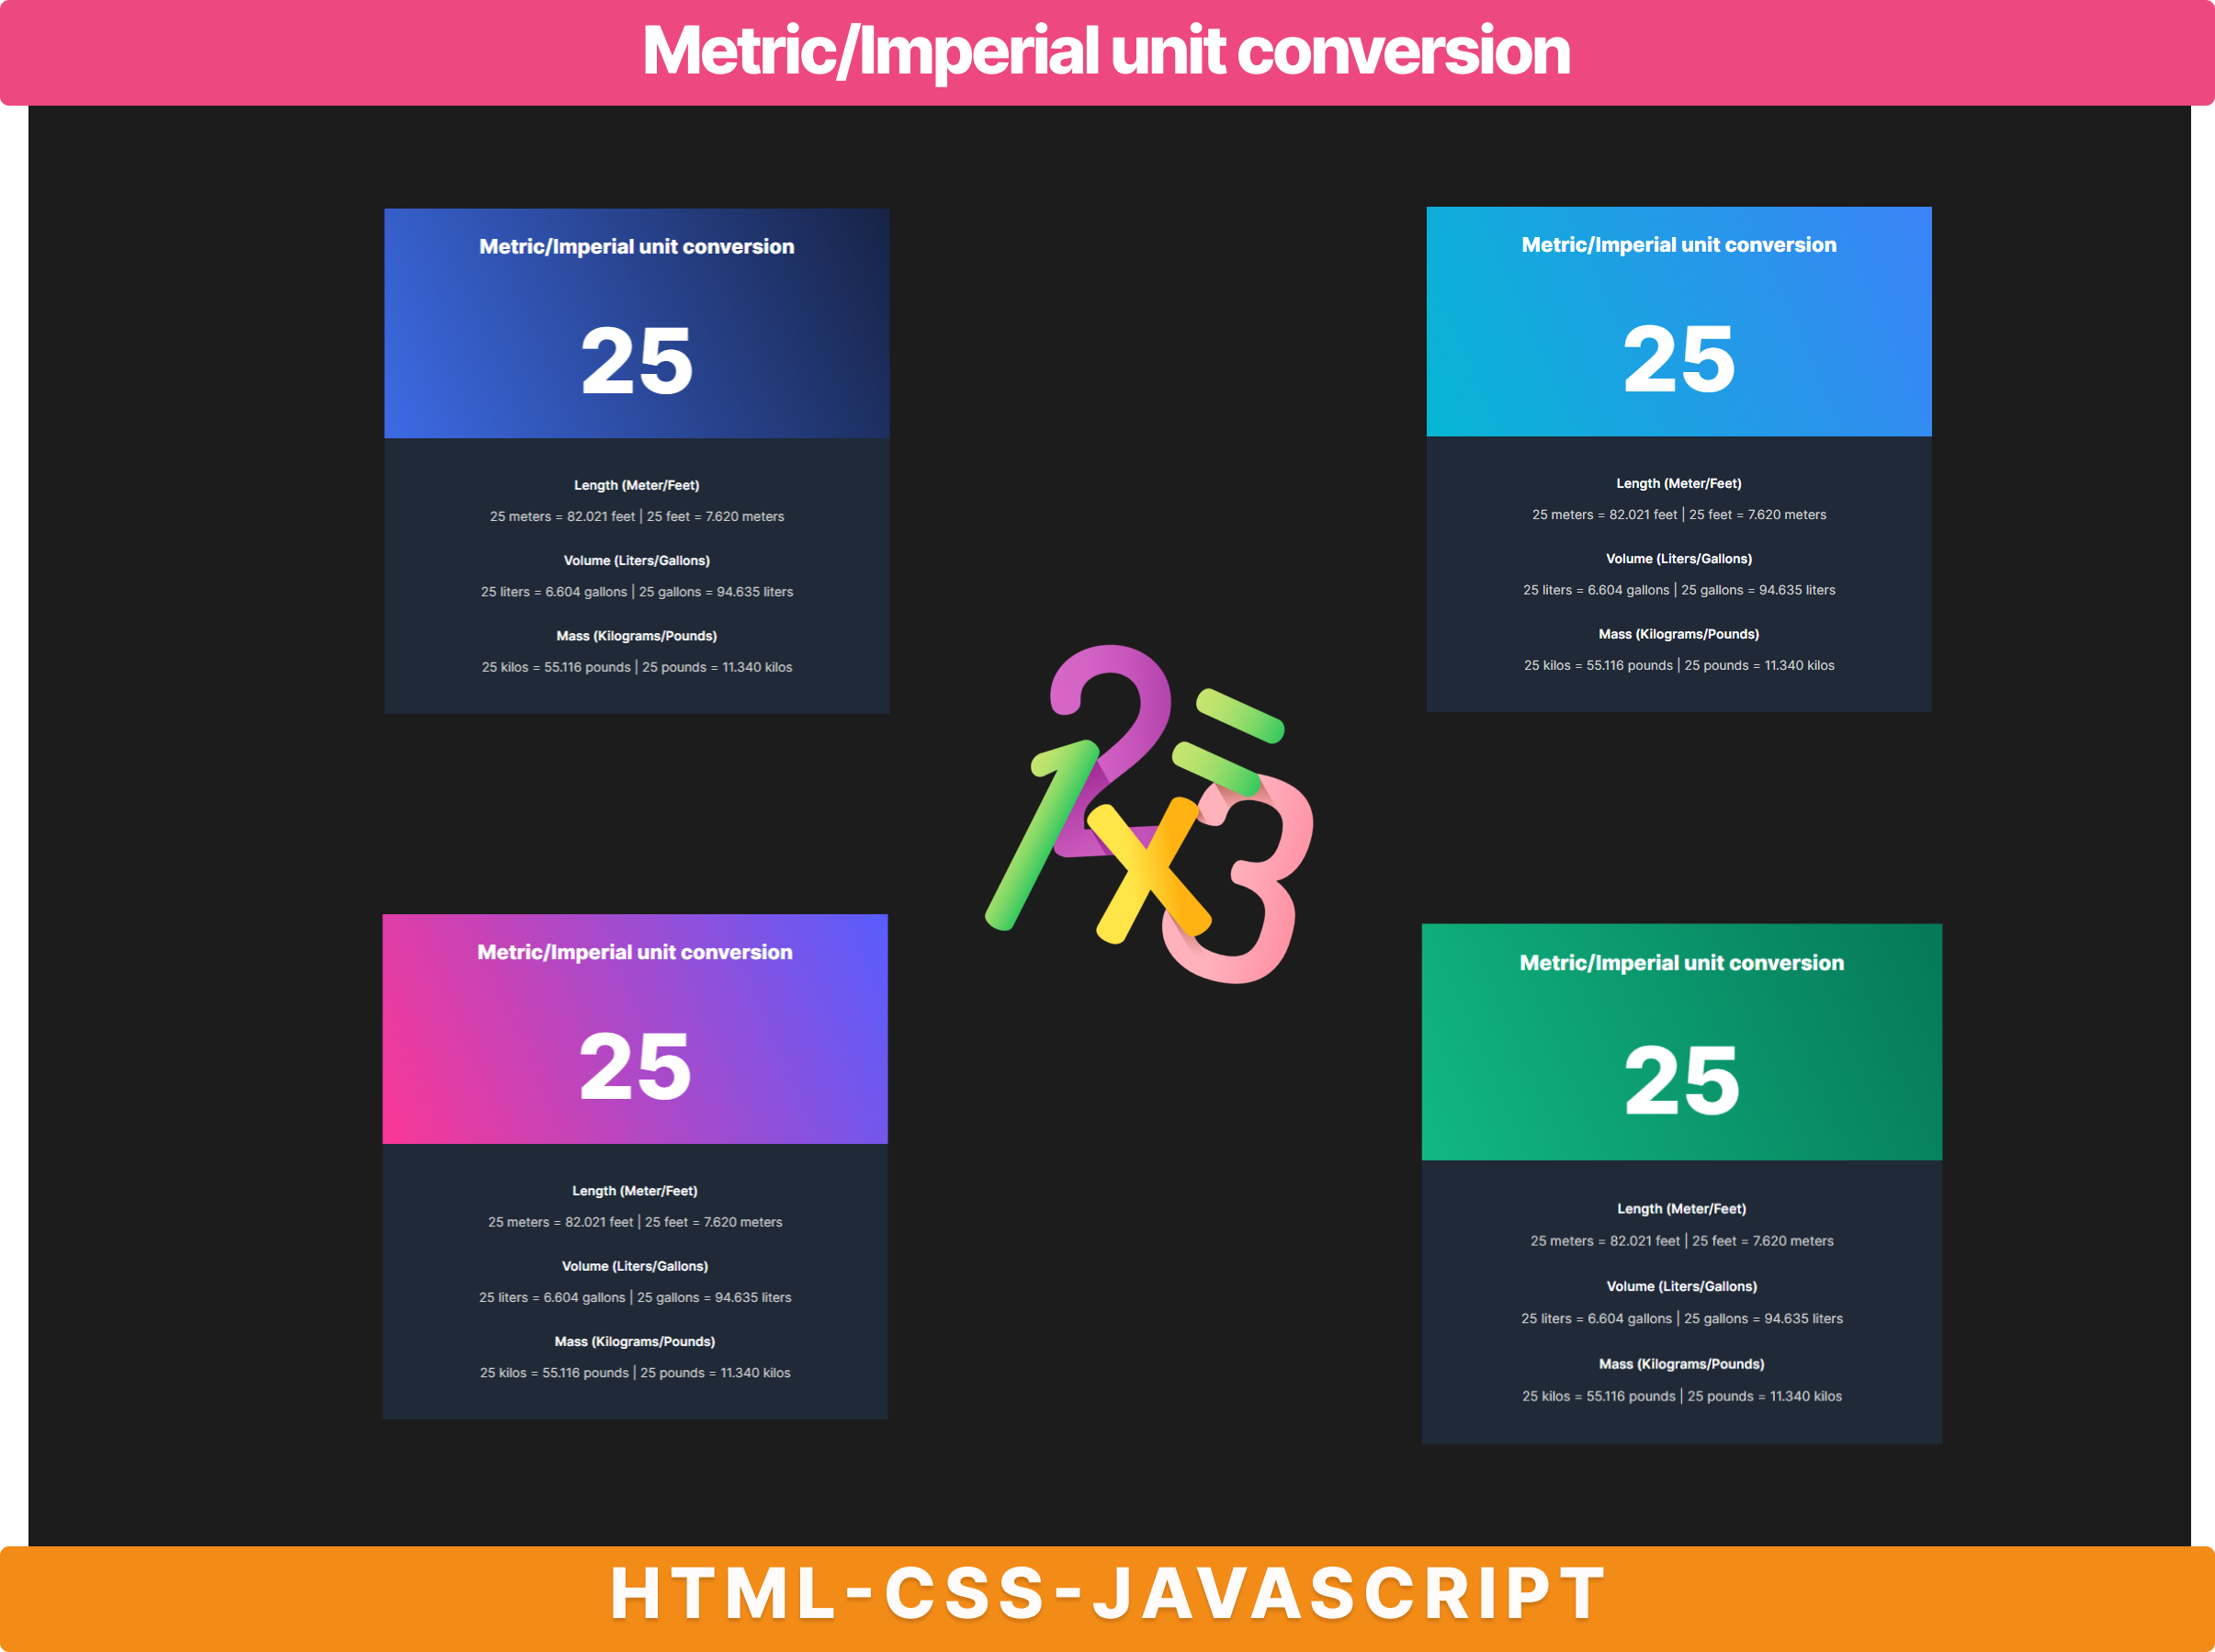 Metric/Imperial unit conversion
Metric/Imperial unit conversion
25
Length (Meter/Feet)
25 meters = 82.021 feet | 25 feet = 7.620 meters
Volume (Liters/Gallons)
25 liters = 6.604 gallons | 25 gallons = 94.635 liters
Mass (Kilograms/Pounds)
25 kilos = 55.116 pounds | 25 pounds = 11.340 kilos
Metric/Imperial unit conversion
25
Length (Meter/Feet)
25 meters = 82.021 feet | 25 feet = 7.620 meters
Volume (Liters/Gallons)
25 liters = 6.604 gallons | 25 gallons = 94.635 liters
Mass (Kilograms/Pounds)
25 kilos = 55.116 pounds | 25 pounds = 11.340 kilos
12=
x3
Metric/Imperial unit conversion
25
Length (Meter/Feet)
25 meters = 82.021 feet | 25 feet = 7.620 meters
Volume (Liters/Gallons)
25 liters = 6.604 gallons | 25 gallons = 94.635 liters
Mass (Kilograms/Pounds)
25 kilos = 55.116 pounds | 25 pounds = 11.340 kilos
Metric/Imperial unit conversion
25
Length (Meter/Feet)
25 meters = 82.021 feet | 25 feet = 7.620 meters
Volume (Liters/Gallons)
25 liters = 6.604 gallons | 25 gallons = 94.635 liters
Mass (Kilograms/Pounds)
25 kilos = 55.116 pounds | 25 pounds = 11.340 kilos
HTML-CSS-JAVASCRIPT